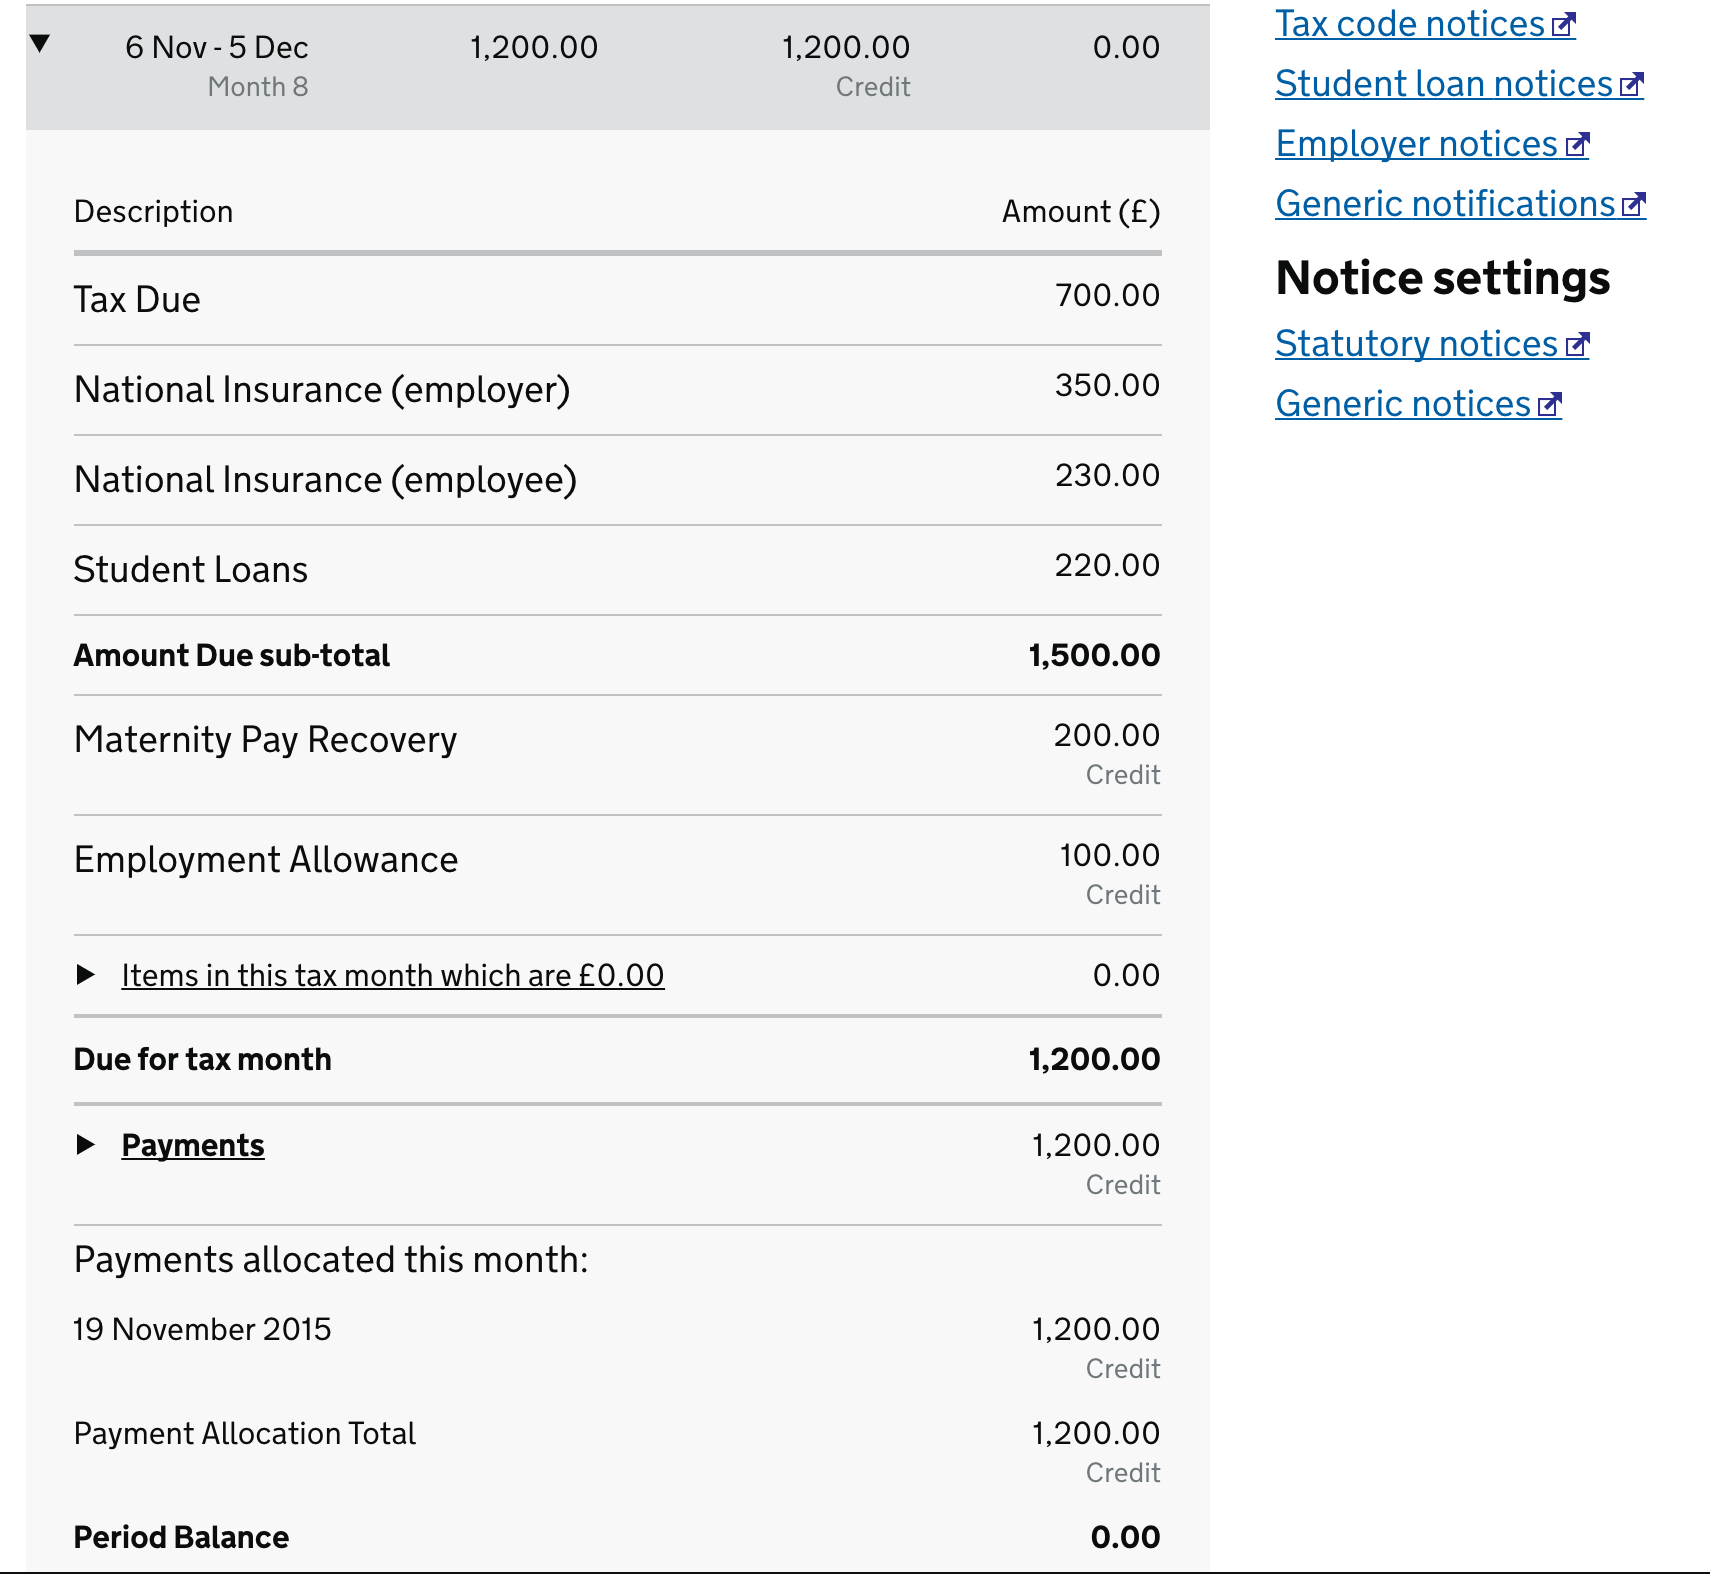 6 Nov - 5 Dec 1,200.00 1,200.00 0.00
Month 8 Credit
Description Amount (£)
Tax Due 700.00
National Insurance (employer) 350.00
National Insurance (employee) 230.00
Student Loans 220.00
Amount Due sub-total 1,500.00
Maternity Pay Recovery 200.00
Credit
Employment Allowance 100.00
Credit
Items in this tax month which are £0.00 0.00
Due for tax month 1,200.00
Payments 1,200.00
Credit
Payments allocated this month:
19 November 2015 1,200.00
Credit
Payment Allocation Total 1,200.00
Credit
Period Balance 0.00
Tax code notices
Student loan notices
Employer notices
Generic notifications
Notice settings
Statutory notices
Generic notices